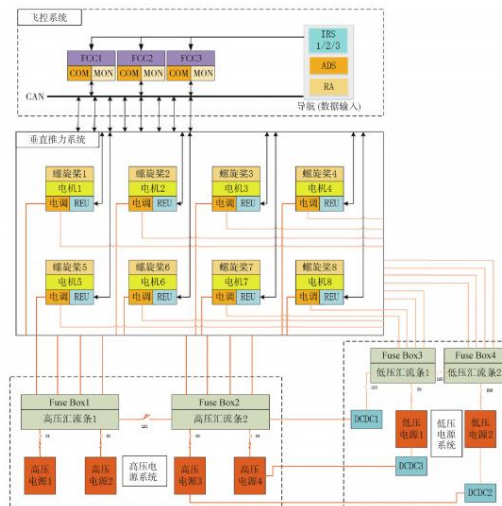 飞控系统
FCC1 FCC2 FCC3
COM MON COM MON COM MON
IRS
1/2/3
ADS
RA
CAN
导航(数据输入)
垂直推力系统
螺旋桨1 螺旋桨2 螺旋桨3 螺旋桨4
电机1 电机2 电机3 电机4
电调 REU 电调 REU 电调 REU 电调 REU
螺旋桨5 螺旋桨6 螺旋桨7 螺旋桨8
电机5 电机6 电机7 电机8
电调 REU 电调 REU 电调 REU 电调 REU
Fuse Box3 Fuse Box4
低压汇流条1 低压汇流条2
Fuse Box1 Fuse Box2
高压汇流条1 高压汇流条2
DCDC1
低压
电源1
低压
电源系统
低压
电源2
DCDC3
高压
电源1
高压
电源2
高压电
源系统
高压
电源3
高压
电源4
DCDC2